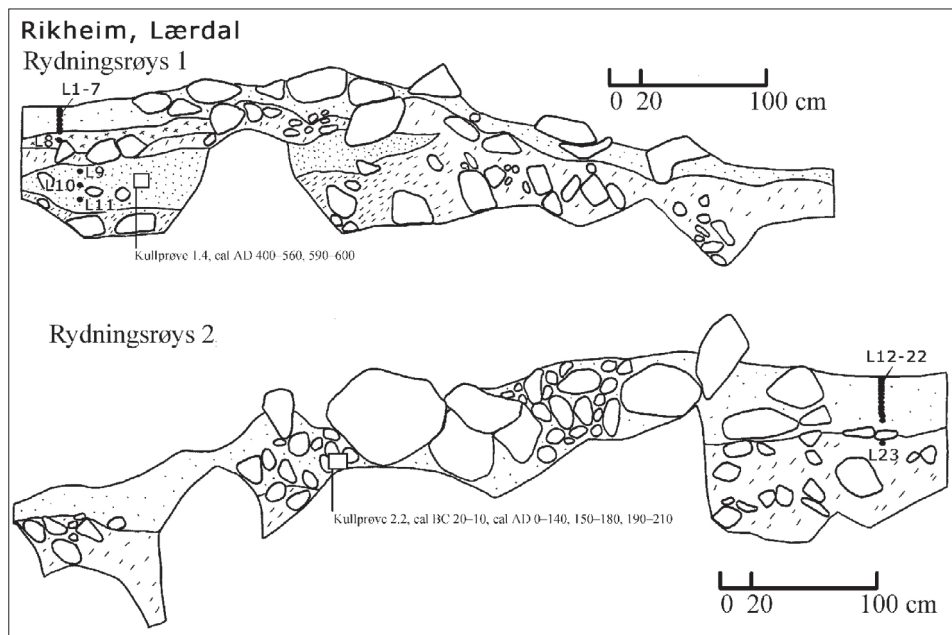 Rikheim, Lærdal
Rydningsrøys 1
L1-7
0 20 100 cm
L8
L9
L10
L11
Kullprøve 1.4, cal AD 400–560, 590–600
Rydningsrøys 2
L12-22
L23
Kullprøve 2.2, cal BC 20–10, cal AD 0–140, 150–180, 190–210
0 20 100 cm